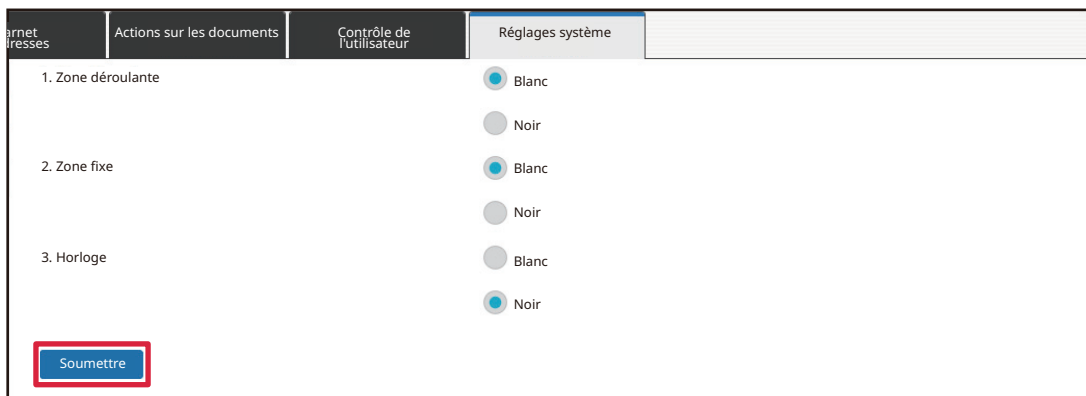 arnet
dresses
Actions sur les documents
Contrôle de
l'utilisateur
Réglages système
1. Zone déroulante
Blanc
Noir
2. Zone fixe
Blanc
Noir
3. Horloge
Blanc
Noir
Soumettre